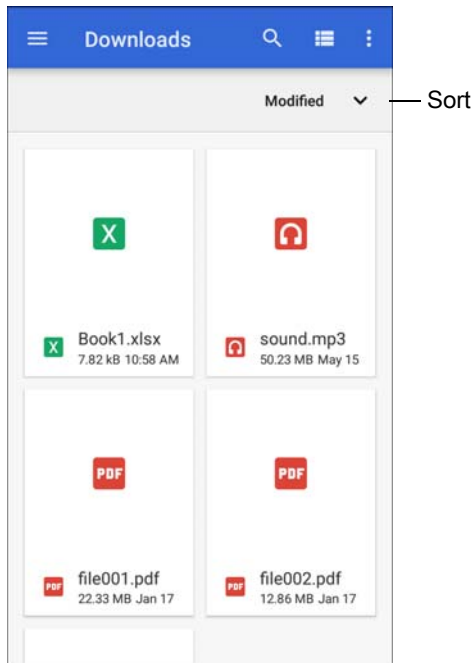 Downloads
Modified
Sort
X
X Book1.xlsx
7.82 kB 10:58 AM
sound.mp3
50.23 MB May 15
PDF
PDF
PDF file001.pdf
22.33 MB Jan 17
PDF file002.pdf
12.86 MB Jan 17